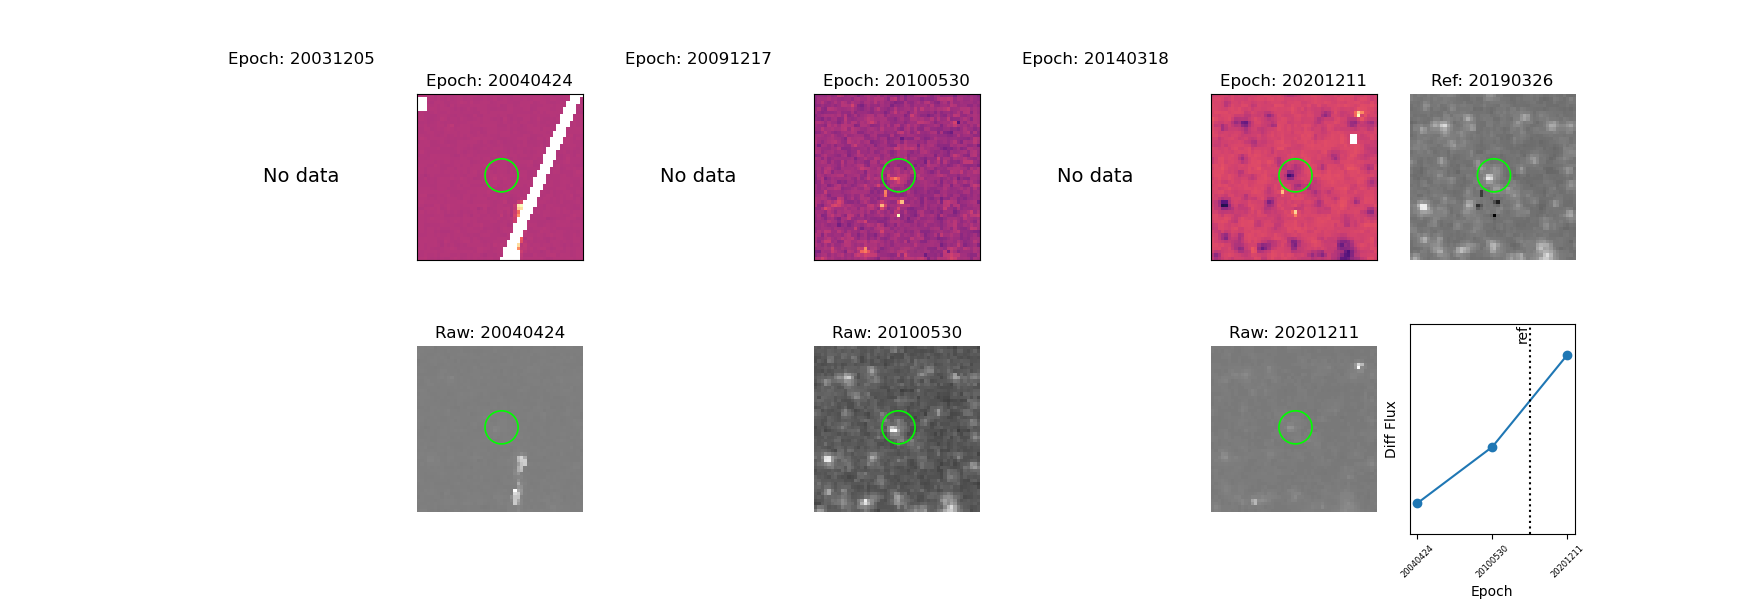 Epoch: 20031205
Epoch: 20040424
Epoch: 20091217
Epoch: 20100530
Epoch: 20140318
Epoch: 20201211
Ref: 20190326
No data
No data
No data
Raw: 20040424
Raw: 20100530
Raw: 20201211
ref
Diff Flux
20040424
20100530
20201211
Epoch